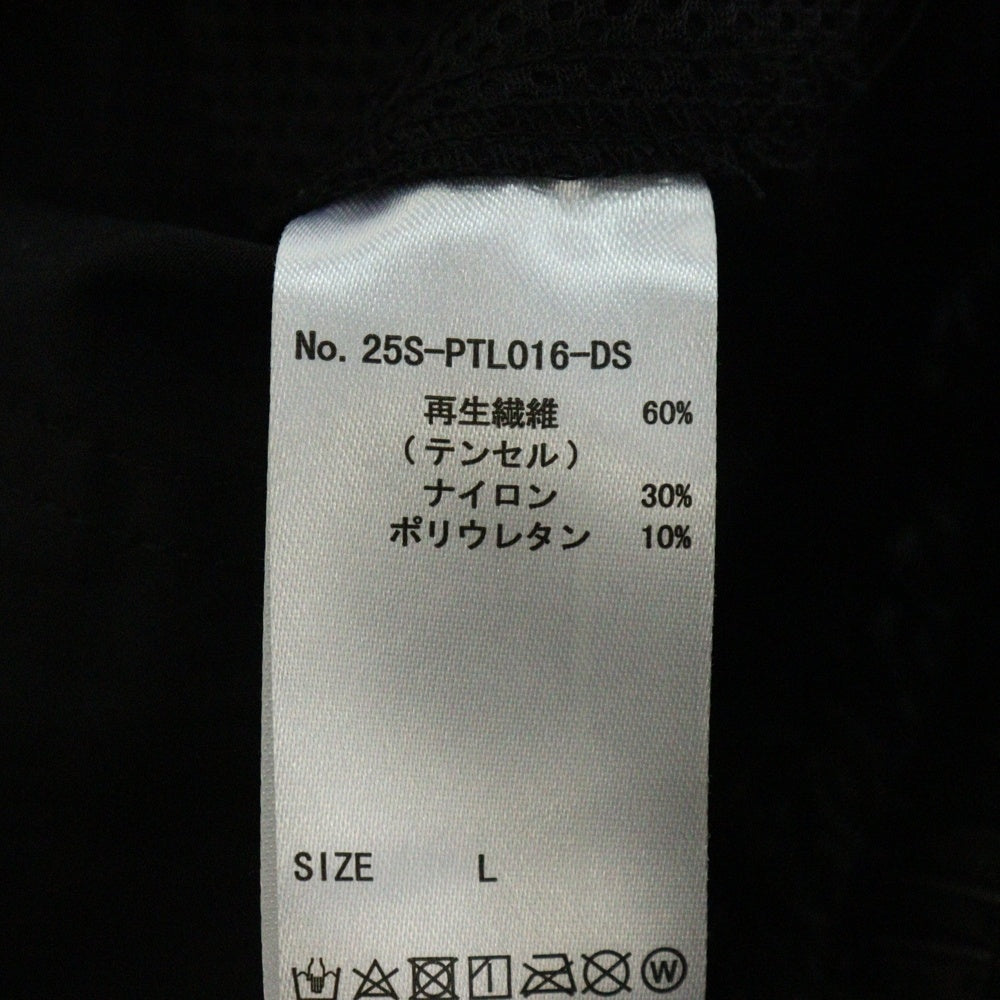 No. 25S-PTL016-DS
再生繊維 60%
(テンセル)
ナイロン 30%
ポリウレタン 10%
SIZE L
W